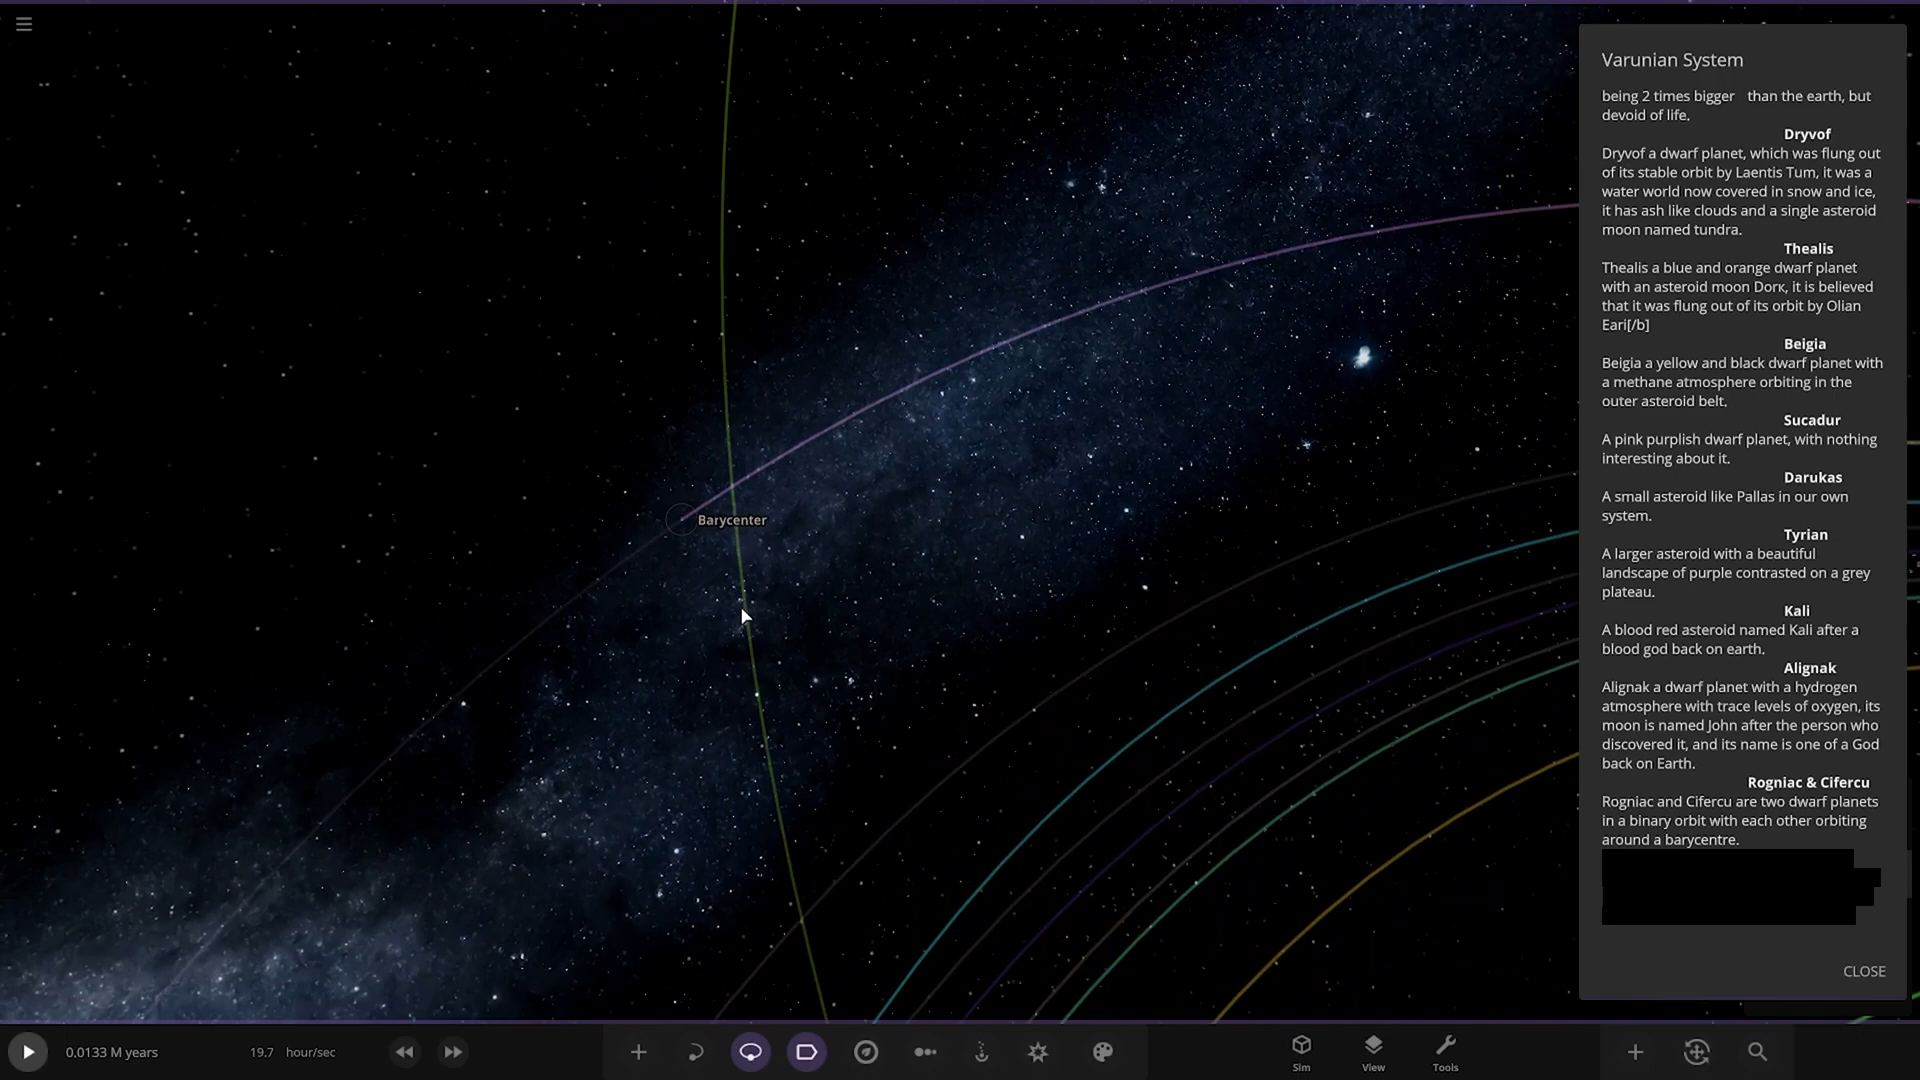 Varunian System
being 2 times bigger than the earth, but
devoid of life.
Dryvof
Dryvof a dwarf planet, which was flung out
of its stable orbit by Laentis Tum, it was a
water world now covered in snow and ice,
it has ash like clouds and a single asteroid
moon named tundra.
Thealis
Thealis a blue and orange dwarf planet
with an asteroid moon Dorк, it is believed
that it was flung out of its orbit by Olian
Eari[/b]
Beigia
Beigia a yellow and black dwarf planet with
a methane atmosphere orbiting in the
outer asteroid belt.
Sucadur
A pink purplish dwarf planet, with nothing
interesting about it.
Darukas
A small asteroid like Pallas in our own
system.
Tyrian
A larger asteroid with a beautiful
landscape of purple contrasted on a grey
plateau.
Kali
A blood red asteroid named Kali after a
blood god back on earth.
Alignak
Alignak a dwarf planet with a hydrogen
atmosphere with trace levels of oxygen, its
moon is named John after the person who
discovered it, and its name is one of a God
back on Earth.
Rogniac & Cifercu
Rogniac and Cifercu are two dwarf planets
in a binary orbit with each other orbiting
around a barycentre.
CLOSE
Barycenter
0.0133 M years
19.7 hour/sec
Sim
View
Tools